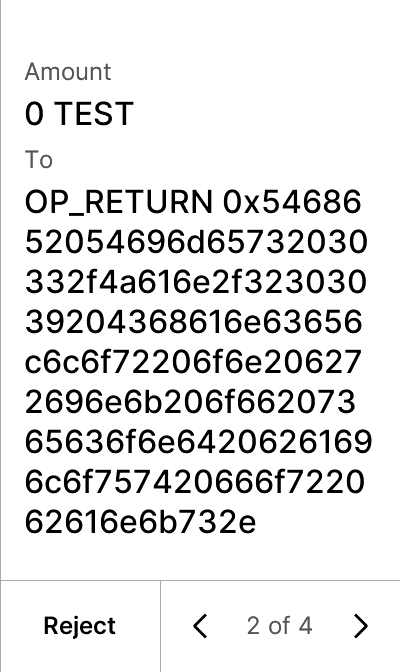 Amount
0 TEST
To
OP_RETURN 0x54686
52054696d65732030
332f4a616e2f323030
39204368616e63656
c6c6f72206f6e20627
2696e6b206f662073
65636f6e6420626169
6c6f757420666f7220
62616e6b732e
Reject
2 of 4